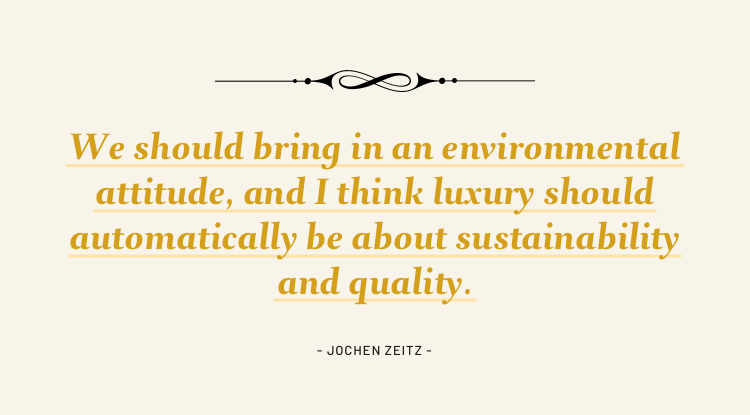 We should bring in an environmental
attitude, and I think luxury should
automatically be about sustainability
and quality.
- JOCHEN ZEITZ -